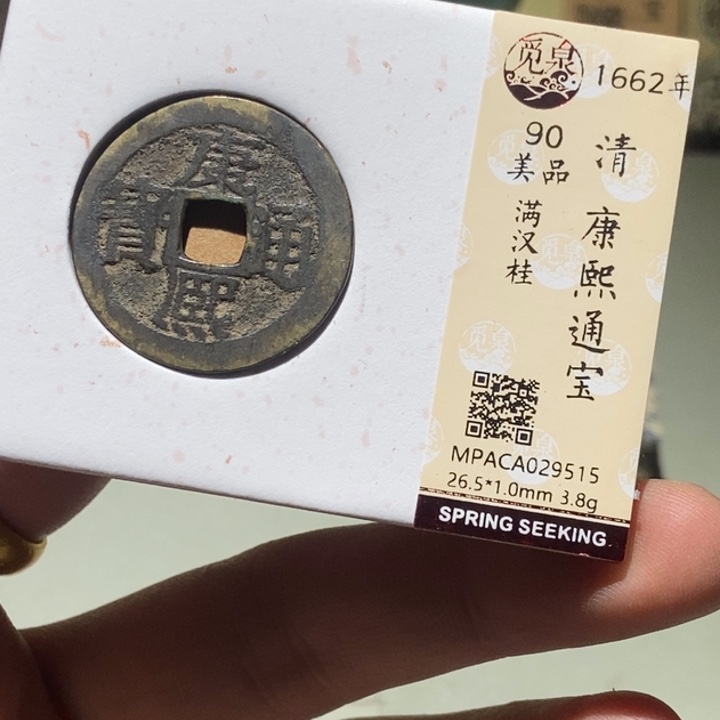 康熙通寳
觅泉
1662年
清 康熙通宝
90
美品
满汉桂
MPACA029515
26.5*1.0mm 3.8g
SPRING SEEKING